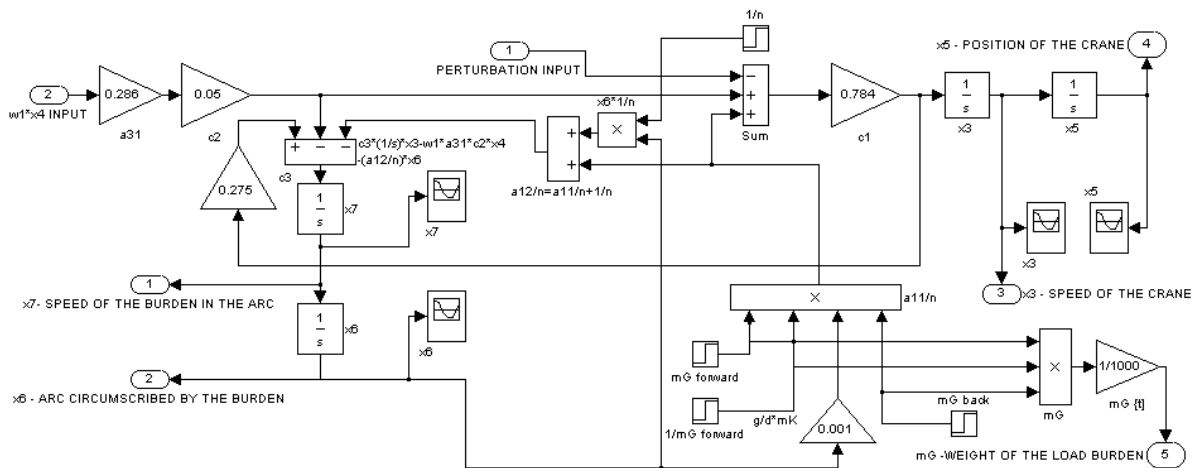 1/n
1
PERTURBATION INPUT
x5 - POSITION OF THE CRANE
4
2
w1*x4 INPUT
0.286
a31
0.05
c2
−
+
+
Sum
0.784
c1
1
s
x3
1
s
x5
x6*1/n
×
+
+
a12/n=a11/n+1/n
+ − −
c3*(1/s)*x3-w1*a31*c2*x4
-(a12/n)*x6
c3
0.275
1
s
x7
x7
x5
x3
1
x7- SPEED OF THE BURDEN IN THE ARC
3
x3 - SPEED OF THE CRANE
×
a11/n
1
s
x6
x6
2
x6 - ARC CIRCUMSCRIBED BY THE BURDEN
mG forward
1/mG forward
g/d*mK
0.001
mG back
×
mG
1/1000
mG [t]
mG -WEIGHT OF THE LOAD BURDEN
5